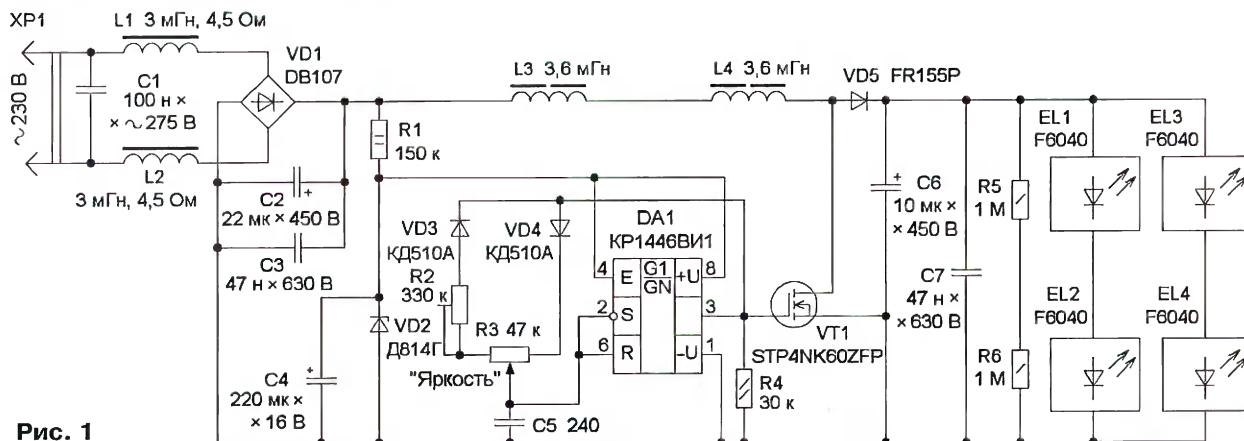 XP1
~230 В
L1 3 мГн, 4,5 Ом
C1
100 н ×
× ~275 В
L2
3 мГн, 4,5 Ом
VD1
DB107
C2
22 мк × 450 В
C3
47 н × 630 В
R1
150 к
L3 3,6 мГн
L4 3,6 мГн
VD5 FR155P
VD3
КД510А
VD4
КД510А
R2
330 к
R3 47 к
"Яркость"
VD2
Д814Г
C4
220 мк ×
× 16 В
C5 240
DA1
КР1446ВИ1
4 E G1 +U 8
GN
2 S 3
6 R –U 1
R4
30 к
VT1
STP4NK60ZFP
C6
10 мк ×
× 450 В
C7
47 н ×
× 630 В
R5
1 М
R6
1 М
EL1
F6040
EL3
F6040
EL2
F6040
EL4
F6040
Рис. 1